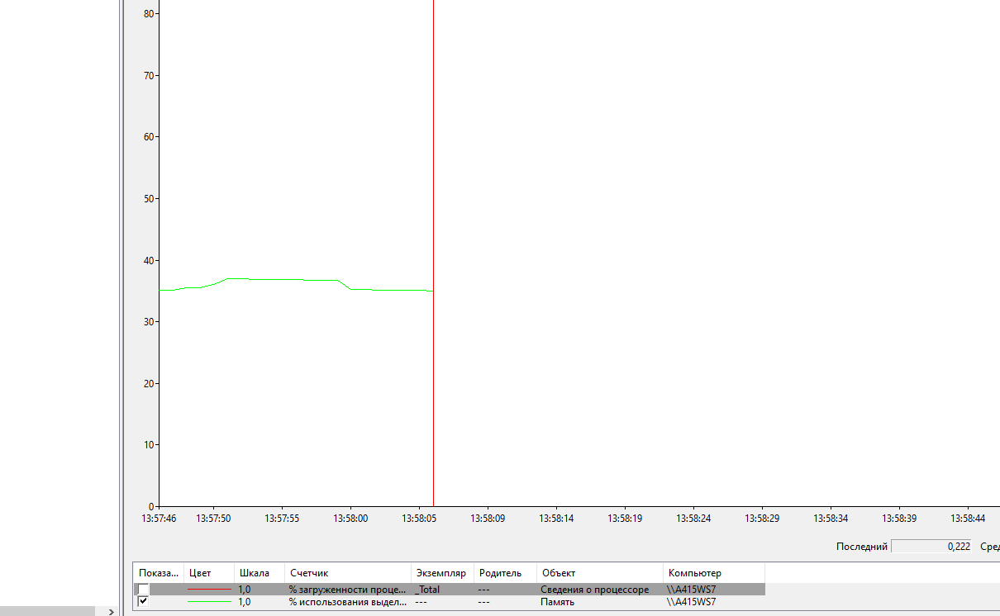 80
70
60
50
40
30
20
10
0
13:57:46 13:57:50 13:57:55 13:58:00 13:58:05 13:58:09 13:58:14 13:58:19 13:58:24 13:58:29 13:58:34 13:58:39 13:58:44
Последний 0,222 Сред
Показа... Цвет Шкала Счетчик Экземпляр Родитель Объект Компьютер
1,0 % загруженности проце... _Total --- Сведения о процессоре \\A415WS7
1,0 % использования выдел... --- --- Память \\A415WS7